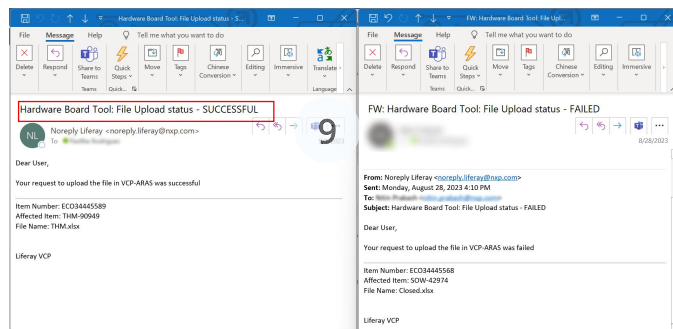 Hardware Board Tool: File Upload status - S...
File Message Help Tell me what you want to do
Delete Respond Share to Teams Quick Steps Move Tags Chinese Conversion Editing Immersive Translate
Teams Quick... Language
Hardware Board Tool: File Upload status - SUCCESSFUL
NL
Noreply Liferay <noreply.liferay@nxp.com>
To
9
Dear User,
Your request to upload the file in VCP-ARAS was successful
Item Number: ECO34445589
Affected Item: THM-90949
File Name: THM.xlsx
Liferay VCP
FW: Hardware Board Tool: File Upl...
File Message Help Tell me what you want to do
Delete Respond Share to Teams Quick Steps Move Tags Chinese Conversion Editing Immersive
Teams Quick...
FW: Hardware Board Tool: File Upload status - FAILED
8/28/2023
From: Noreply Liferay <noreply.liferay@nxp.com>
Sent: Monday, August 28, 2023 4:10 PM
To:
Subject: Hardware Board Tool: File Upload status - FAILED
Dear User,
Your request to upload the file in VCP-ARAS was failed
Item Number: ECO34445568
Affected Item: SOW-42974
File Name: Closed.xlsx
Liferay VCP